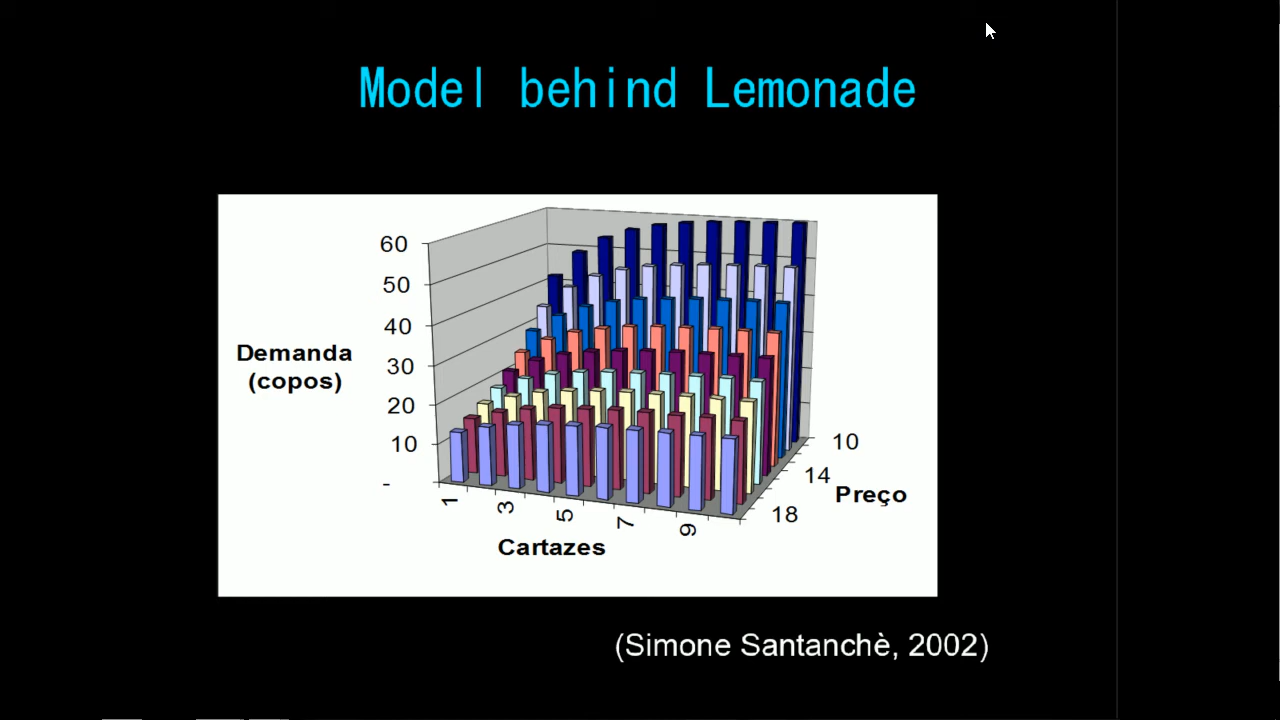 Model behind Lemonade
60
50
40
30
20
10
-
Demanda
(copos)
1
3
5
7
9
Cartazes
10
14
18
Preço
(Simone Santanchè, 2002)